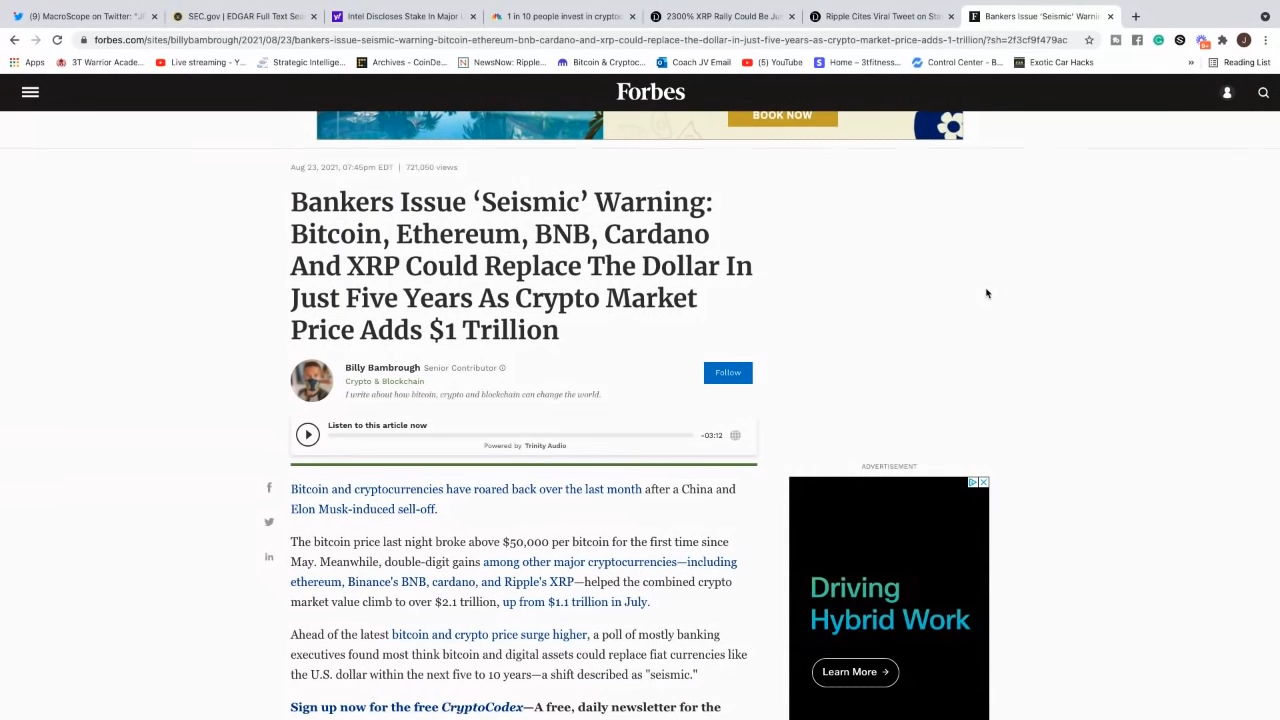 (9) MacroScope on Twitter: "JF
SEC.gov | EDGAR Full Text Sea
Intel Discloses Stake In Major U
1 in 10 people invest in cryptoc
2300% XRP Rally Could Be Ju
Ripple Cites Viral Tweet on Sta
Bankers Issue 'Seismic' Warnin
forbes.com/sites/billybambrough/2021/08/23/bankers-issue-seismic-warning-bitcoin-ethereum-bnb-cardano-and-xrp-could-replace-the-dollar-in-just-five-years-as-crypto-market-price-adds-1-trillion/?sh=2f3cf9f479ac
Apps
3T Warrior Acade...
Live streaming - Y...
Strategic Intellige...
Archives - CoinDe...
NewsNow: Ripple...
Bitcoin & Cryptoc...
Coach JV Email
(5) YouTube
Home – 3tfitness...
Control Center - B...
Exotic Car Hacks
»
Reading List
Forbes
BOOK NOW
Aug 23, 2021, 07:45pm EDT | 721,050 views
Bankers Issue ‘Seismic’ Warning:
Bitcoin, Ethereum, BNB, Cardano
And XRP Could Replace The Dollar In
Just Five Years As Crypto Market
Price Adds $1 Trillion
Billy Bambrough Senior Contributor
Crypto & Blockchain
I write about how bitcoin, crypto and blockchain can change the world.
Follow
Listen to this article now
-03:12
Powered by Trinity Audio
Bitcoin and cryptocurrencies have roared back over the last month after a China and
Elon Musk-induced sell-off.
The bitcoin price last night broke above $50,000 per bitcoin for the first time since
May. Meanwhile, double-digit gains among other major cryptocurrencies—including
ethereum, Binance's BNB, cardano, and Ripple's XRP—helped the combined crypto
market value climb to over $2.1 trillion, up from $1.1 trillion in July.
Ahead of the latest bitcoin and crypto price surge higher, a poll of mostly banking
executives found most think bitcoin and digital assets could replace fiat currencies like
the U.S. dollar within the next five to 10 years—a shift described as "seismic."
Sign up now for the free CryptoCodex—A free, daily newsletter for the
ADVERTISEMENT
Driving
Hybrid Work
Learn More →